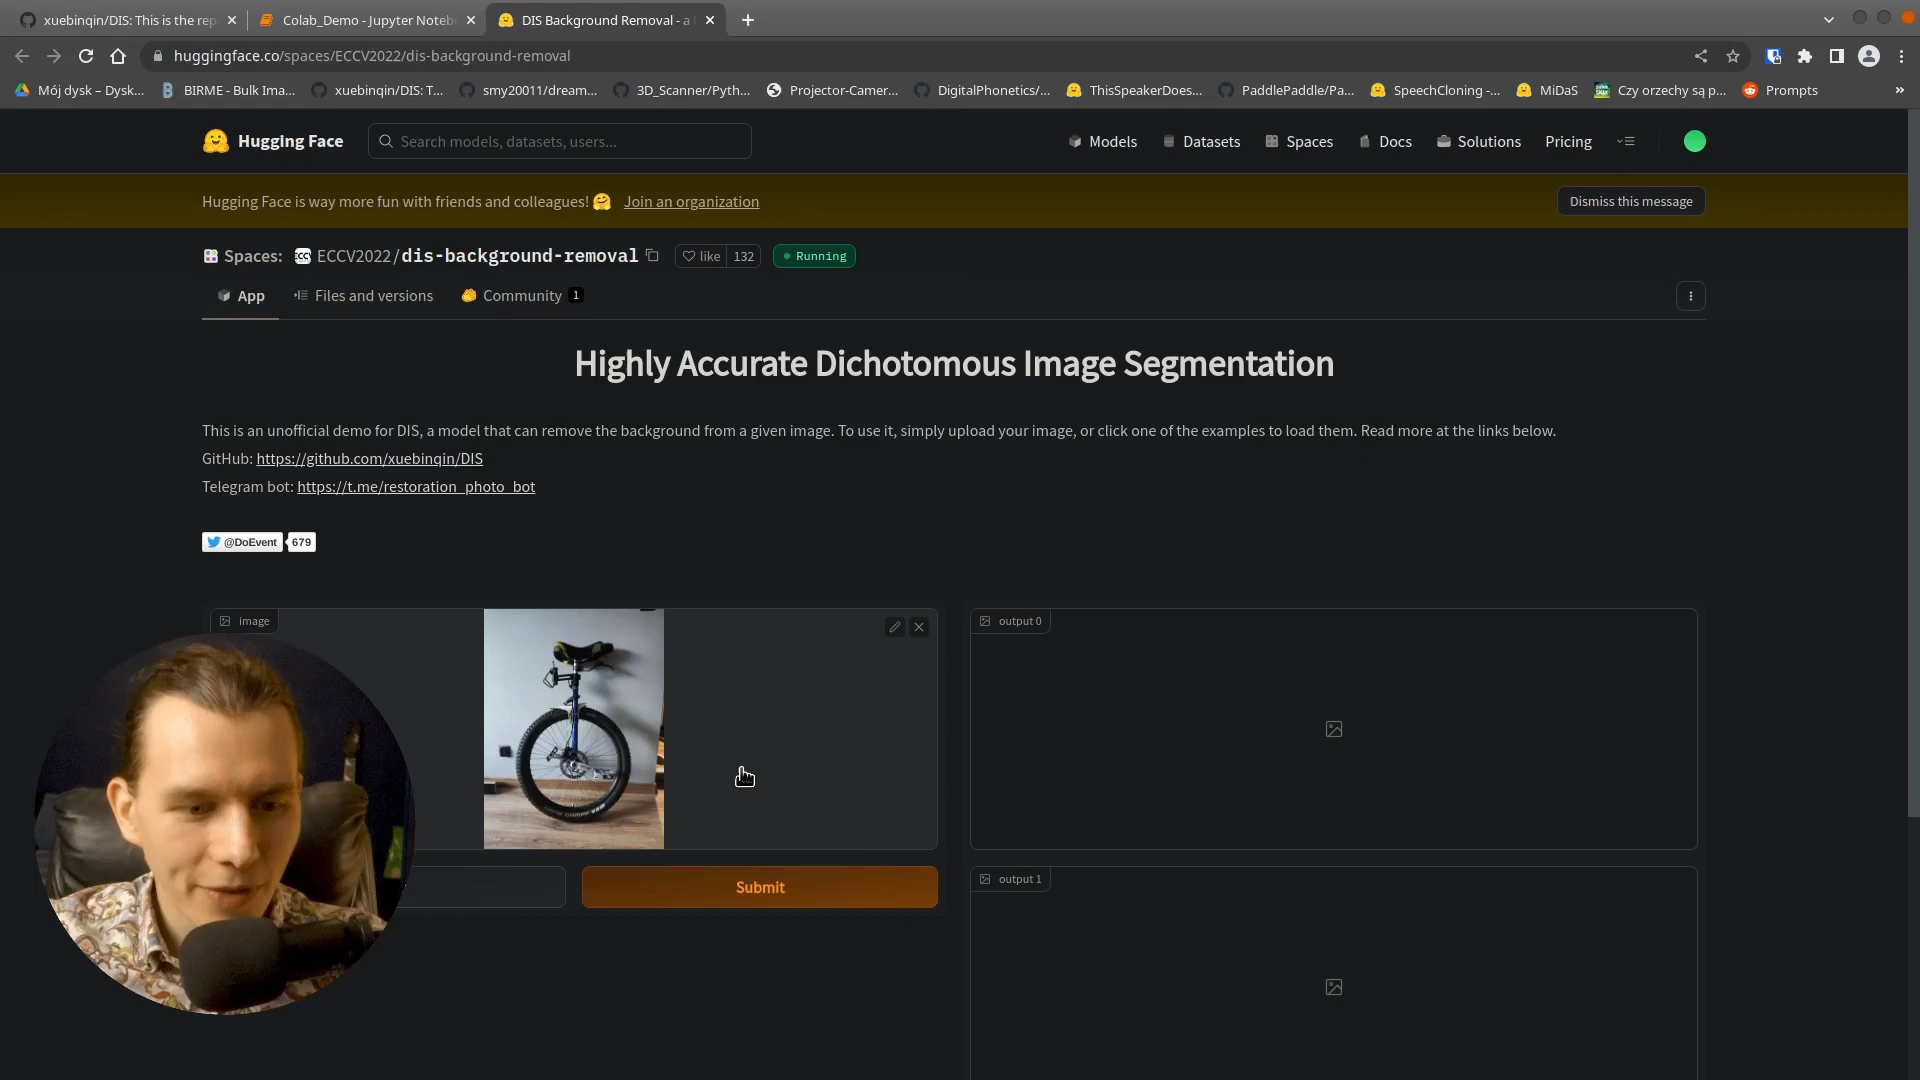 xuebinqin/DIS: This is the rep
Colab_Demo - Jupyter Noteb
DIS Background Removal - a
huggingface.co/spaces/ECCV2022/dis-background-removal
Mój dysk – Dysk...
BIRME - Bulk Ima...
xuebinqin/DIS: T...
smy20011/dream...
3D_Scanner/Pyth...
Projector-Camer...
DigitalPhonetics/...
ThisSpeakerDoes...
PaddlePaddle/Pa...
SpeechCloning -...
MiDaS
Czy orzechy są p...
Prompts
»
Hugging Face
Search models, datasets, users...
Models
Datasets
Spaces
Docs
Solutions
Pricing
Hugging Face is way more fun with friends and colleagues! 🤗 Join an organization
Dismiss this message
Spaces:
ECCV2022/dis-background-removal
like 132
Running
App
Files and versions
Community 1
Highly Accurate Dichotomous Image Segmentation
This is an unofficial demo for DIS, a model that can remove the background from a given image. To use it, simply upload your image, or click one of the examples to load them. Read more at the links below.
GitHub: https://github.com/xuebinqin/DIS
Telegram bot: https://t.me/restoration_photo_bot
@DoEvent 679
image
output 0
Submit
output 1